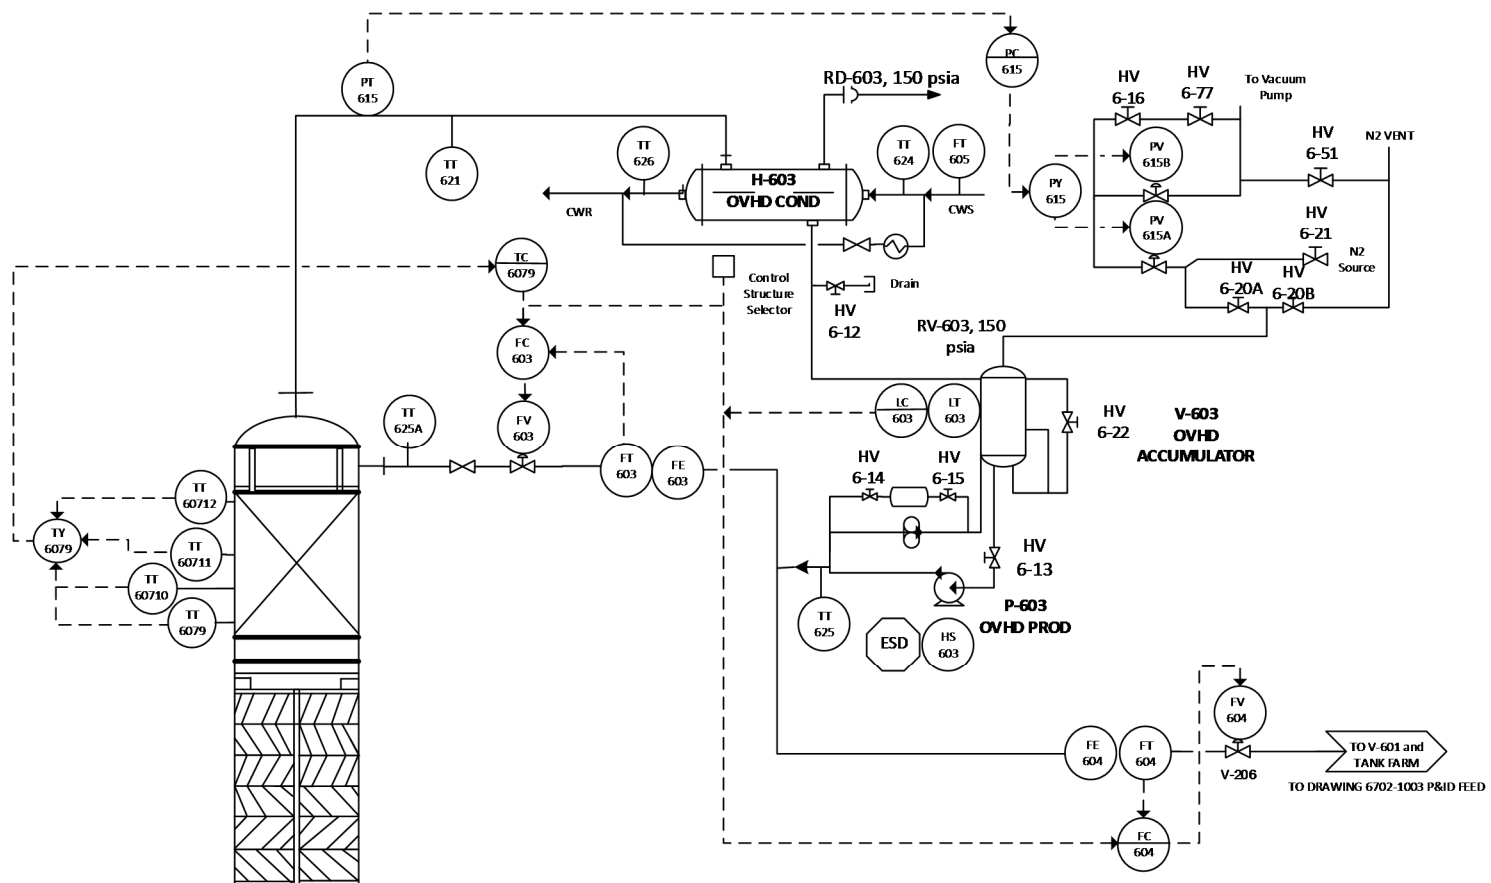 PC
615
PT
615
RD-603, 150 psia
HV
6-16
HV
6-77
To Vacuum
Pump
HV
6-51
N2 VENT
TT
621
TT
626
TT
624
FT
605
PV
615B
H-603
OVHD COND
PY
615
PV
615A
CWR
CWS
HV
6-21
N2
Source
TC
6079
Control
Structure
Selector
Drain
HV
6-12
HV
6-20A
HV
6-20B
RV-603, 150
psia
FC
603
TT
625A
FV
603
LC
603
LT
603
HV
6-22
V-603
OVHD
ACCUMULATOR
FT
603
FE
603
HV
6-14
HV
6-15
TT
60712
TY
6079
TT
60711
TT
60710
TT
6079
HV
6-13
P-603
OVHD PROD
TT
625
ESD
HS
603
FV
604
FE
604
FT
604
V-206
TO V-601 and
TANK FARM
TO DRAWING 6702-1003 P&ID FEED
FC
604